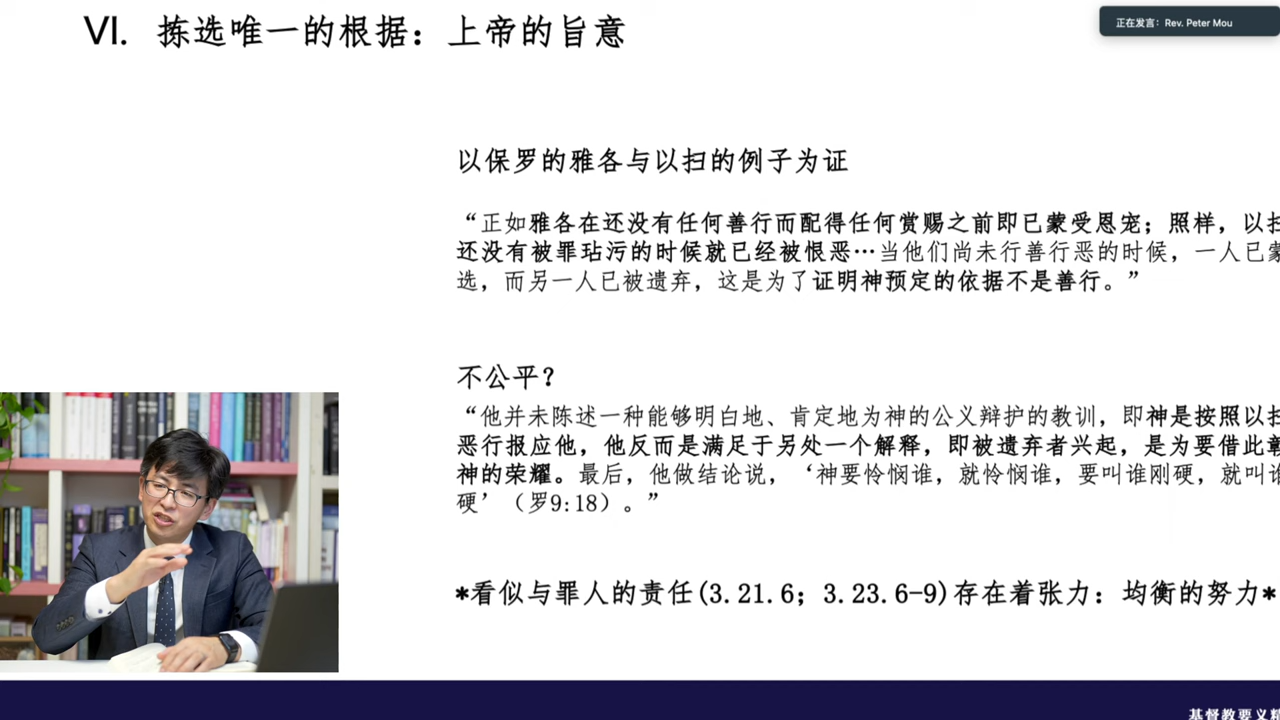 VI. 拣选唯一的根据：上帝的旨意
正在发言：Rev. Peter Mou
以保罗的雅各与以扫的例子为证
“正如雅各在还没有任何善行而配得任何赏赐之前即已蒙受恩宠；照样，以扫
还没有被罪玷污的时候就已经被恨恶…当他们尚未行善行恶的时候，一人已蒙
选，而另一人已被遗弃，这是为了证明神预定的依据不是善行。”
不公平？
“他并未陈述一种能够明白地、肯定地为神的公义辩护的教训，即神是按照以扫
恶行报应他，他反而是满足于另处一个解释，即被遗弃者兴起，是为要借此彰
神的荣耀。最后，他做结论说，‘神要怜悯谁，就怜悯谁，要叫谁刚硬，就叫谁
硬’（罗9:18）。”
*看似与罪人的责任(3.21.6；3.23.6-9)存在着张力：均衡的努力*
基督教要义